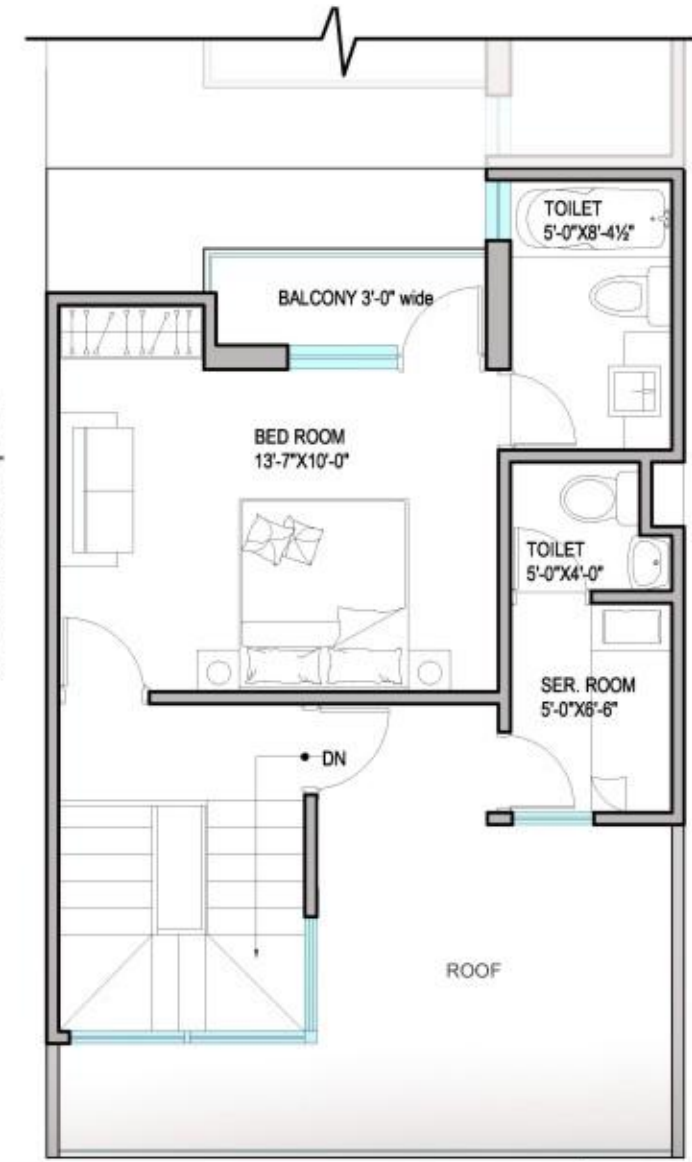 TOILET
5'-0"X8'-4½"
BALCONY 3'-0" wide
BED ROOM
13'-7"X10'-0"
TOILET
5'-0"X4'-0"
SER. ROOM
5'-0"X6'-6"
DN
ROOF